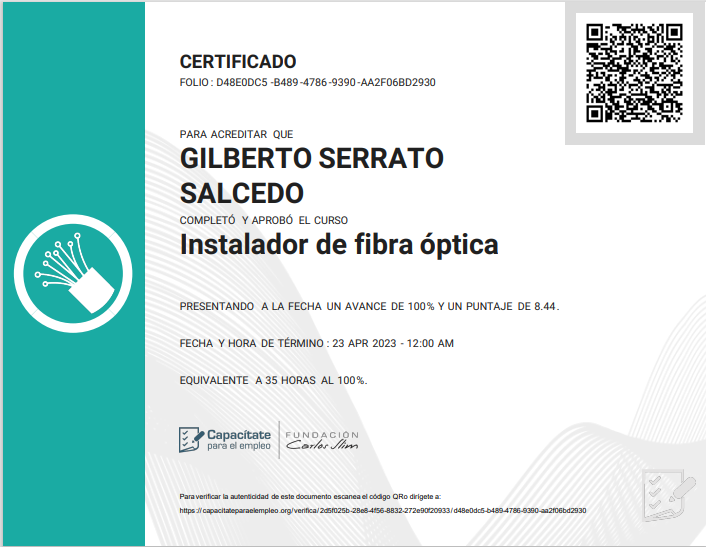 CERTIFICADO
FOLIO : D48E0DC5 -B489-4786-9390-AA2F06BD2930
PARA ACREDITAR QUE
GILBERTO SERRATO
SALCEDO
COMPLETÓ Y APROBÓ EL CURSO
Instalador de fibra óptica
PRESENTANDO A LA FECHA UN AVANCE DE 100% Y UN PUNTAJE DE 8.44.
FECHA Y HORA DE TÉRMINO : 23 APR 2023 - 12:00 AM
EQUIVALENTE A 35 HORAS AL 100%.
Capacítate
para el empleo
FUNDACIÓN
Carlos Slim
Para verificar la autenticidad de este documento escanea el código QRo dirígete a:
https://capacitateparaelempleo.org/verifica/2d5f025b-28e8-4f56-8832-272e90f20933/d48e0dc5-b489-4786-9390-aa2f06bd2930